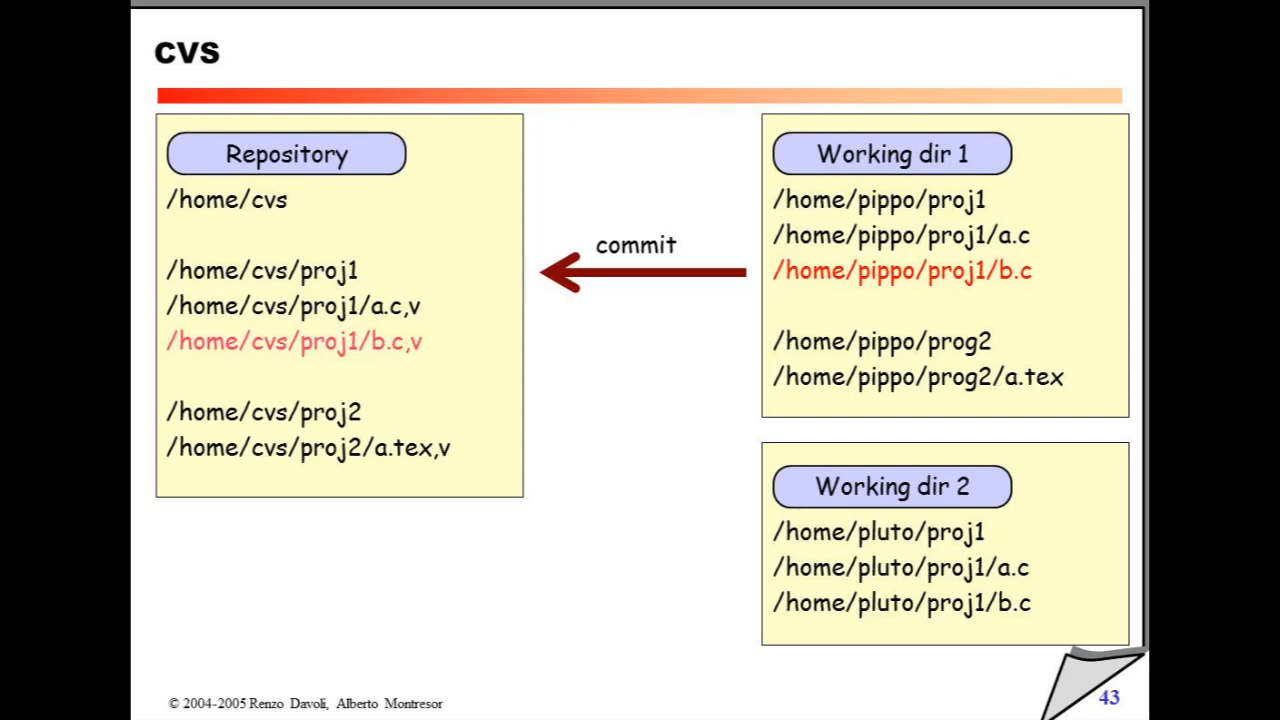 CVS
Repository
/home/cvs
/home/cvs/proj1
/home/cvs/proj1/a.c,v
/home/cvs/proj1/b.c,v
/home/cvs/proj2
/home/cvs/proj2/a.tex,v
commit
Working dir 1
/home/pippo/proj1
/home/pippo/proj1/a.c
/home/pippo/proj1/b.c
/home/pippo/prog2
/home/pippo/prog2/a.tex
Working dir 2
/home/pluto/proj1
/home/pluto/proj1/a.c
/home/pluto/proj1/b.c
© 2004-2005 Renzo Davoli, Alberto Montresor
43